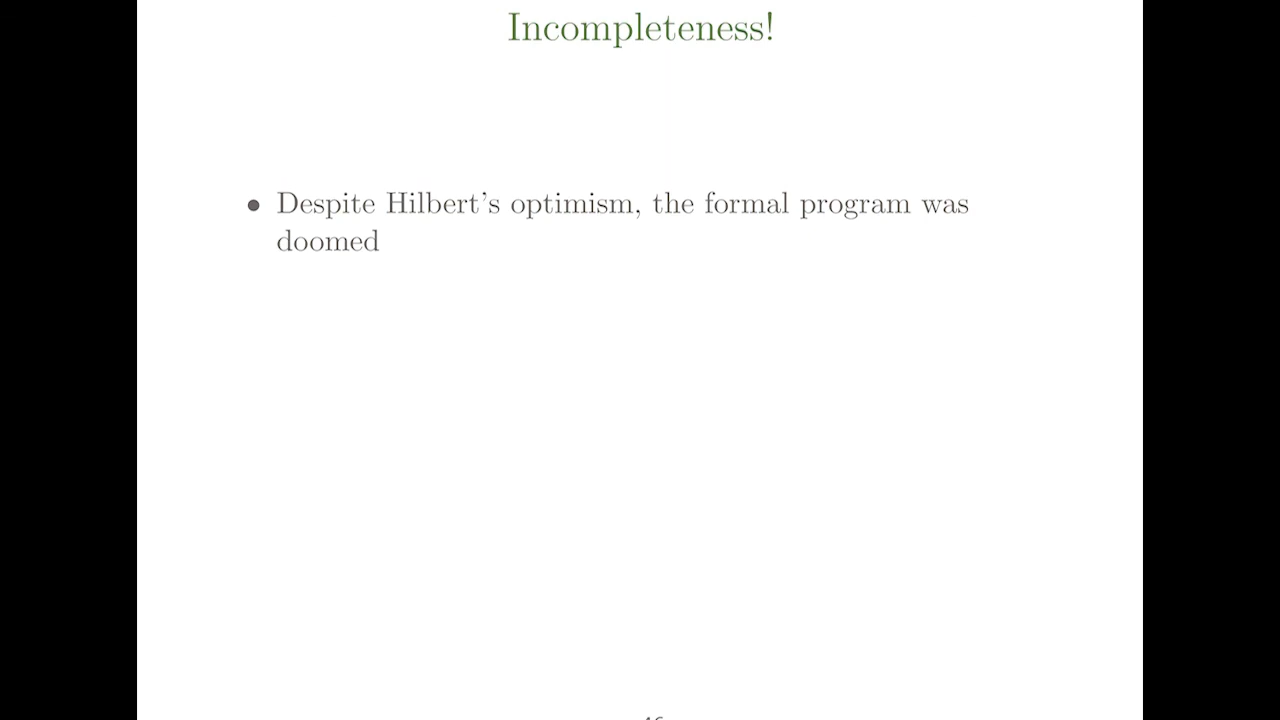 Incompleteness!
• Despite Hilbert's optimism, the formal program was
doomed